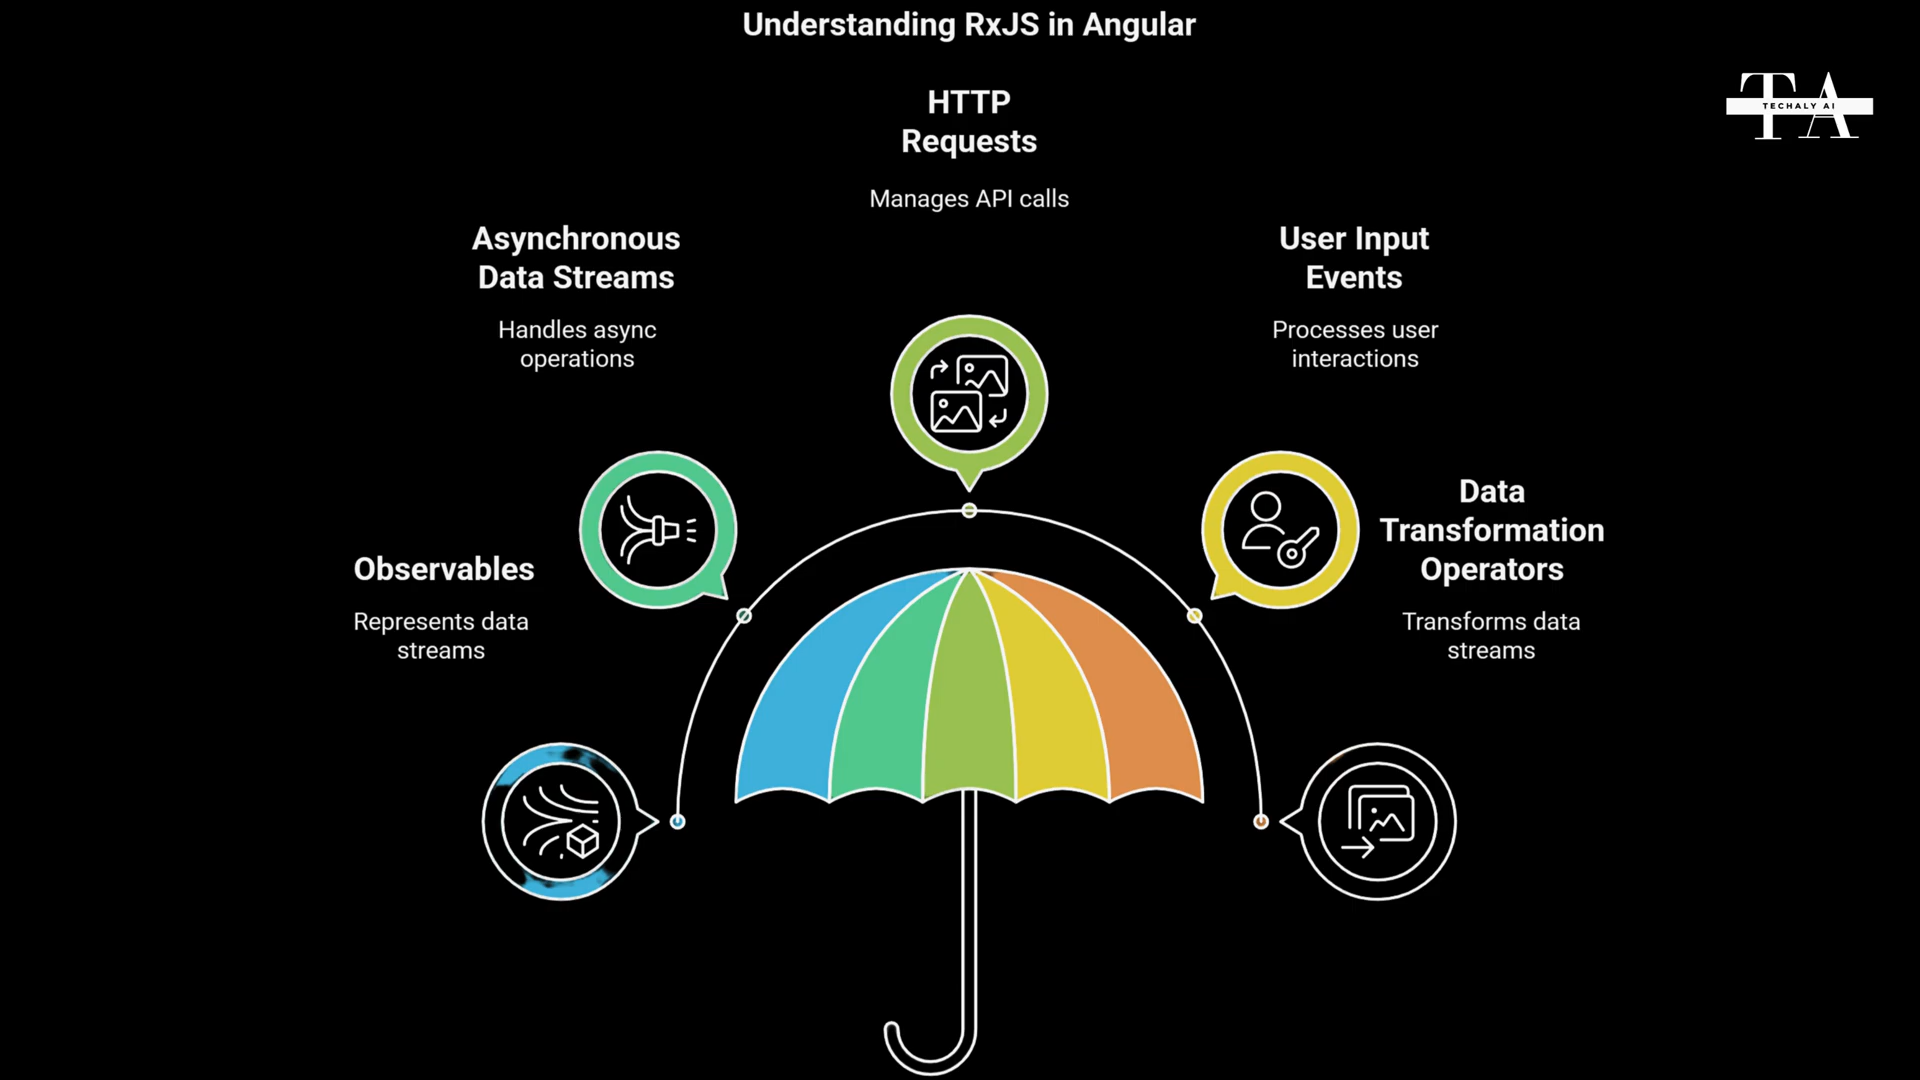 Understanding RxJS in Angular
TA
TECHALY AI
HTTP
Requests
Manages API calls
Asynchronous
Data Streams
Handles async
operations
User Input
Events
Processes user
interactions
Observables
Represents data
streams
Data
Transformation
Operators
Transforms data
streams